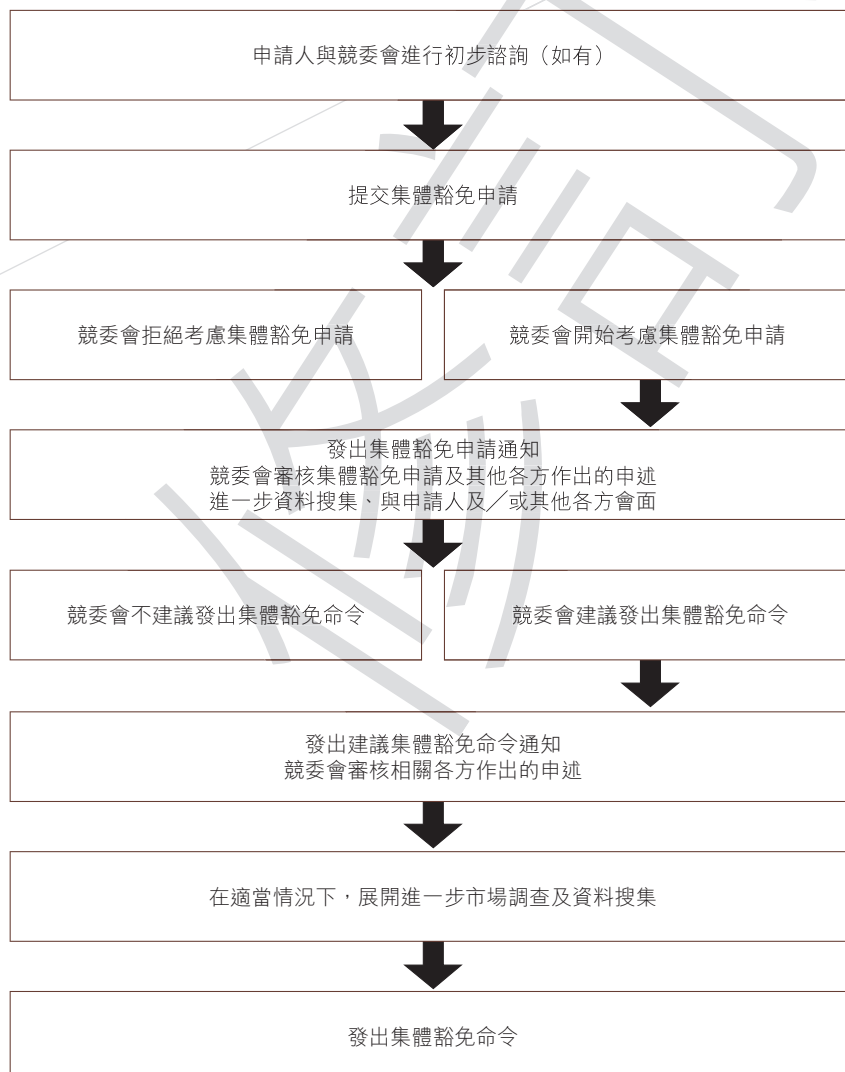 申請人與競委會進行初步諮詢（如有）
提交集體豁免申請
競委會拒絕考慮集體豁免申請
競委會開始考慮集體豁免申請
發出集體豁免申請通知
競委會審核集體豁免申請及其他各方作出的申述
進一步資料搜集、與申請人及╱或其他各方會面
競委會不建議發出集體豁免命令
競委會建議發出集體豁免命令
發出建議集體豁免命令通知
競委會審核相關各方作出的申述
在適當情況下，展開進一步市場調查及資料搜集
發出集體豁免命令
修訂